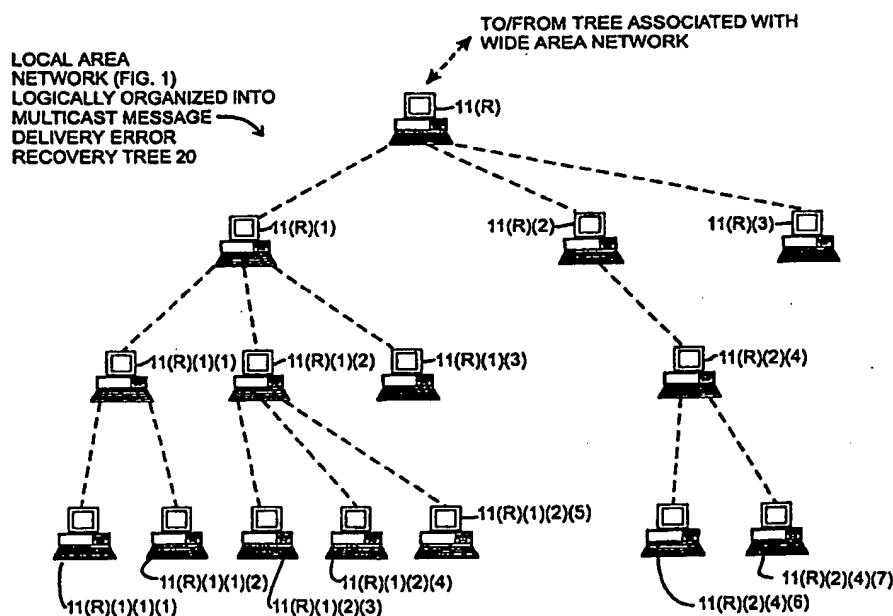 TO/FROM TREE ASSOCIATED WITH
WIDE AREA NETWORK
LOCAL AREA
NETWORK (FIG. 1)
LOGICALLY ORGANIZED INTO
MULTICAST MESSAGE
DELIVERY ERROR
RECOVERY TREE 20
11(R)
11(R)(1)
11(R)(2)
11(R)(3)
11(R)(1)(1)
11(R)(1)(2)
11(R)(1)(3)
11(R)(2)(4)
11(R)(1)(2)(5)
11(R)(1)(1)(2)
11(R)(1)(2)(4)
11(R)(2)(4)(7)
11(R)(1)(1)(1)
11(R)(1)(2)(3)
11(R)(2)(4)(6)